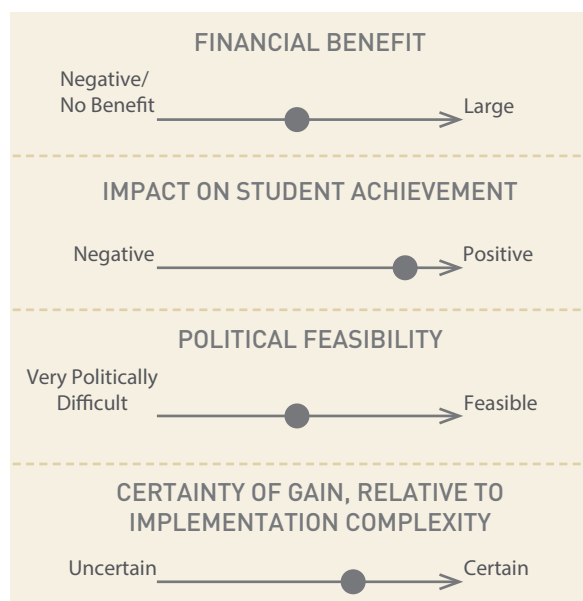 FINANCIAL BENEFIT
Negative/
No Benefit
Large
IMPACT ON STUDENT ACHIEVEMENT
Negative
Positive
POLITICAL FEASIBILITY
Very Politically
Difficult
Feasible
CERTAINTY OF GAIN, RELATIVE TO
IMPLEMENTATION COMPLEXITY
Uncertain
Certain